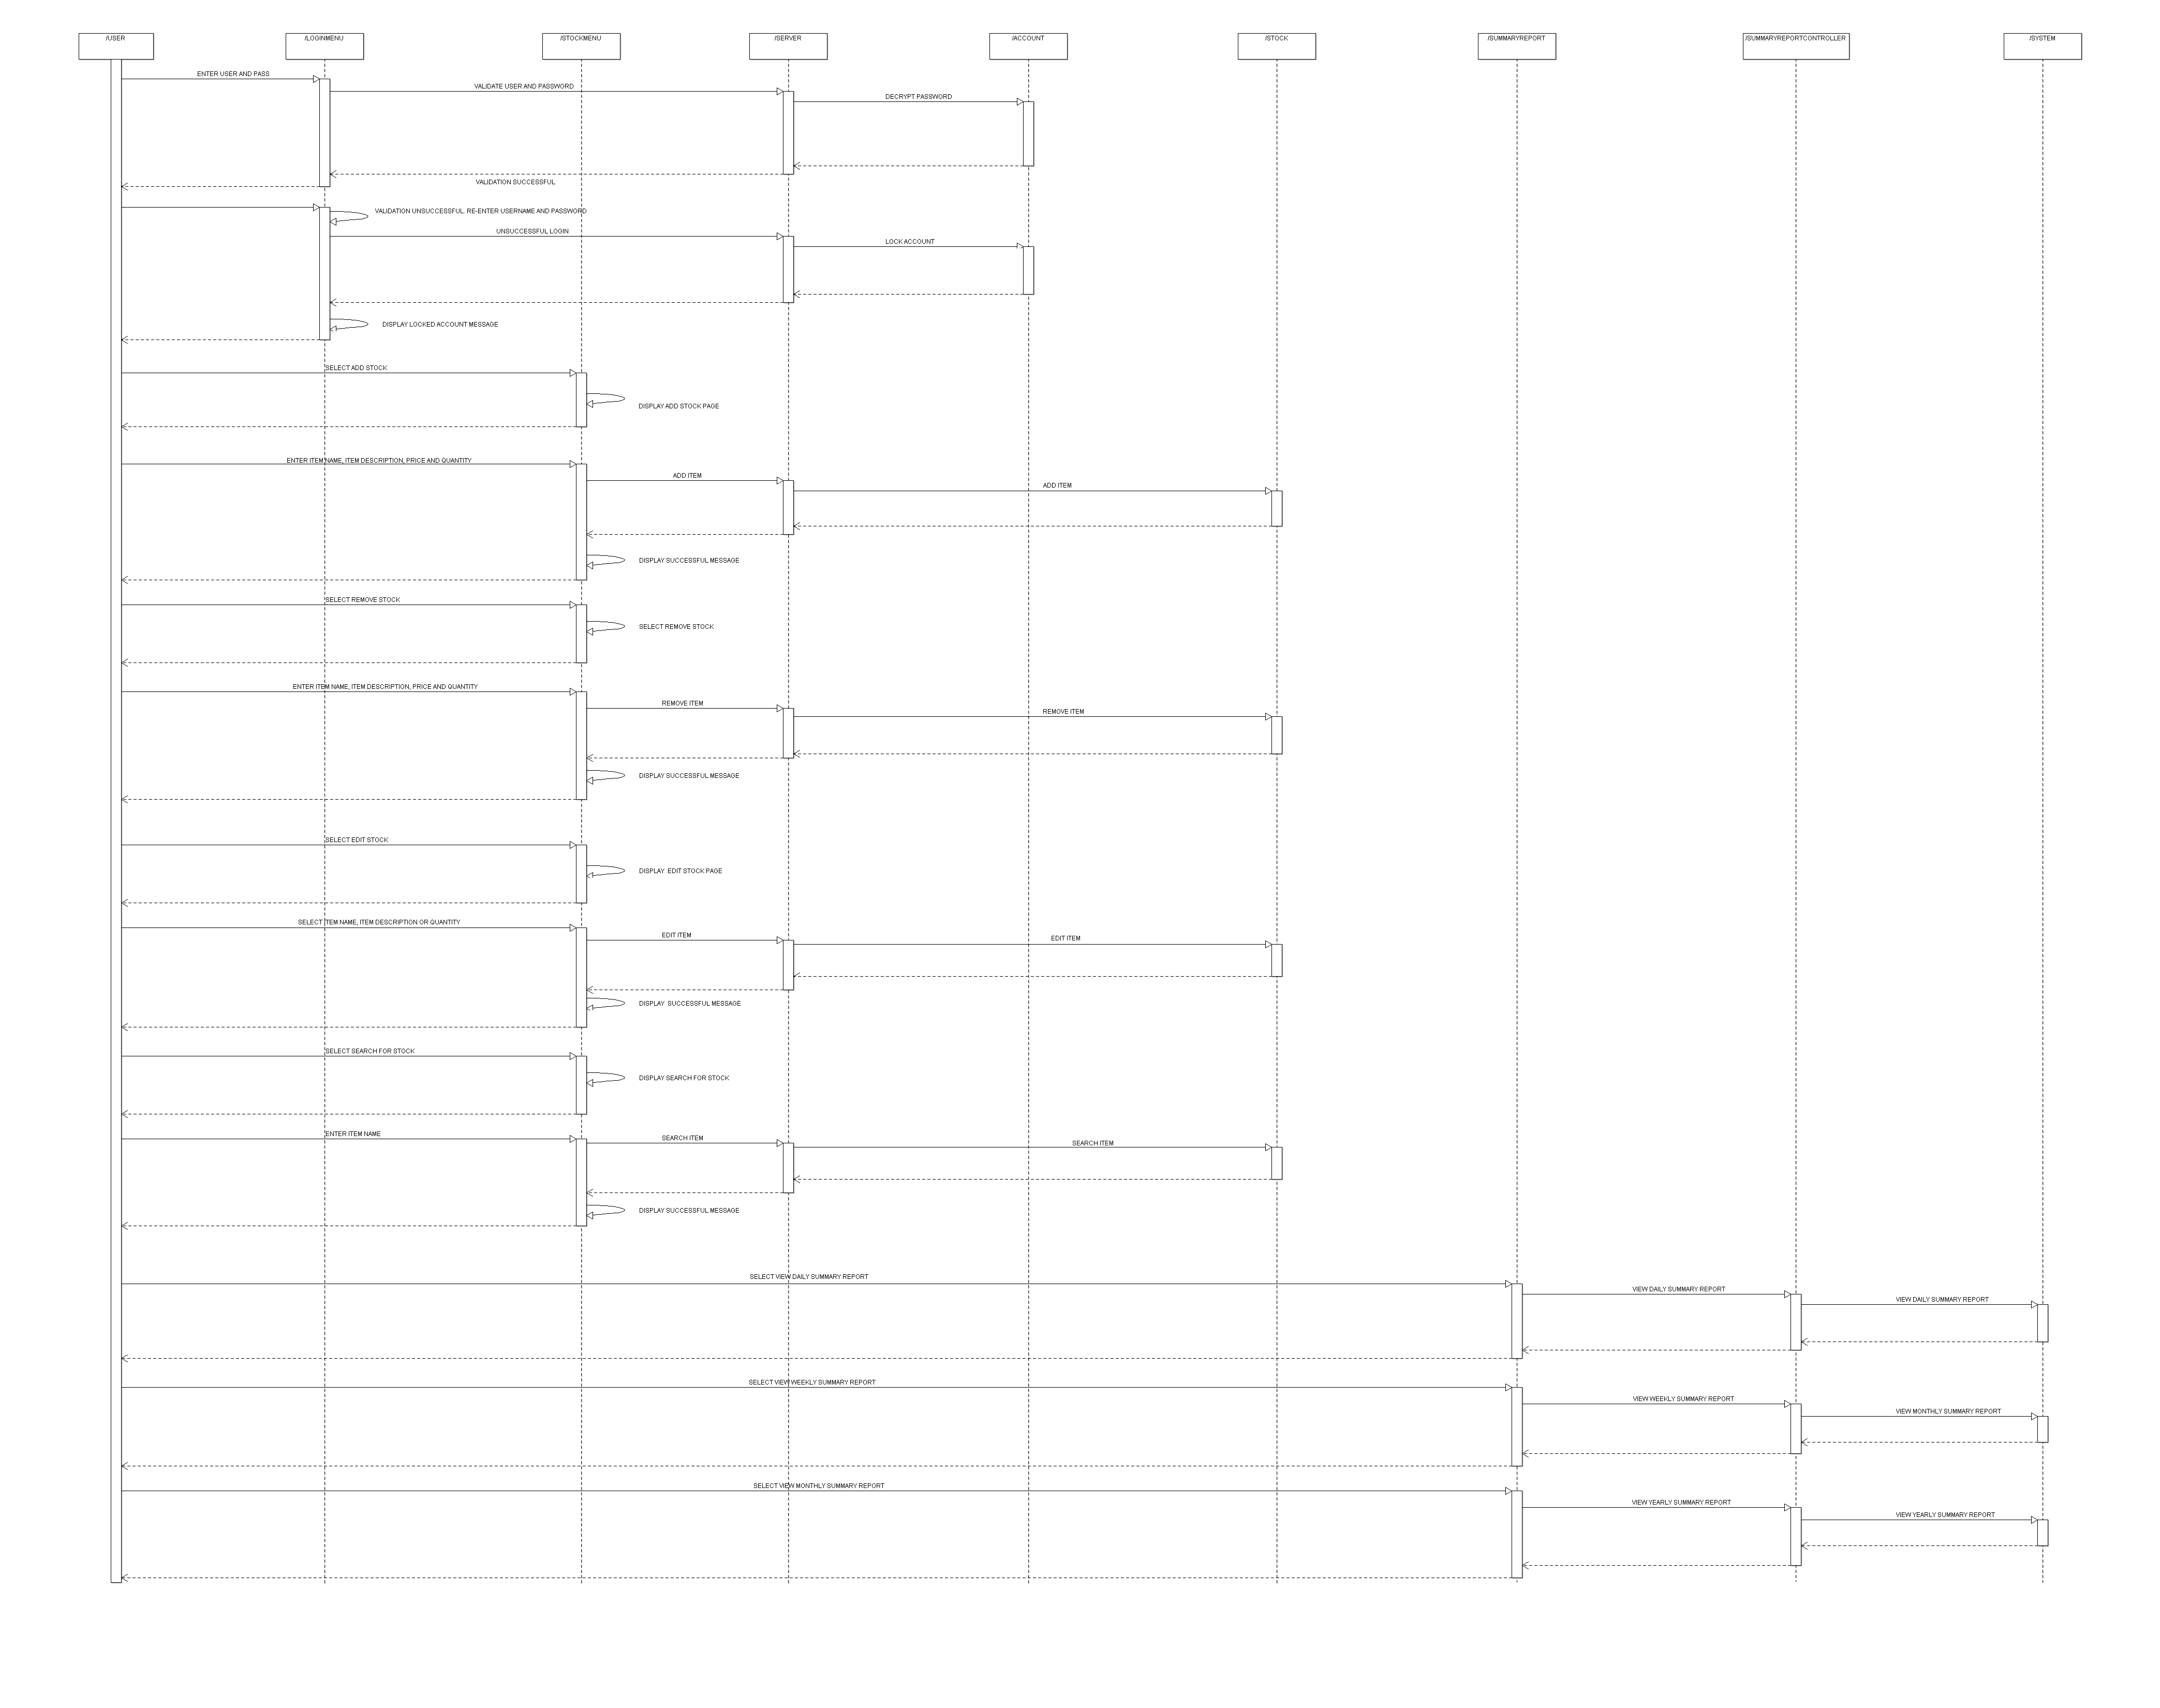 /USER
/LOGINMENU
/STOCKMENU
/SERVER
/ACCOUNT
/STOCK
/SUMMARYREPORT
/SUMMARYREPORTCONTROLLER
/SYSTEM
ENTER USER AND PASS
VALIDATE USER AND PASSWORD
DECRYPT PASSWORD
VALIDATION SUCCESSFUL
VALIDATION UNSUCCESSFUL. RE-ENTER USERNAME AND PASSWORD
UNSUCCESSFUL LOGIN
LOCK ACCOUNT
DISPLAY LOCKED ACCOUNT MESSAGE
SELECT ADD STOCK
DISPLAY ADD STOCK PAGE
ENTER ITEM NAME, ITEM DESCRIPTION, PRICE AND QUANTITY
ADD ITEM
ADD ITEM
DISPLAY SUCCESSFUL MESSAGE
SELECT REMOVE STOCK
SELECT REMOVE STOCK
ENTER ITEM NAME, ITEM DESCRIPTION, PRICE AND QUANTITY
REMOVE ITEM
REMOVE ITEM
DISPLAY SUCCESSFUL MESSAGE
SELECT EDIT STOCK
DISPLAY  EDIT STOCK PAGE
SELECT ITEM NAME, ITEM DESCRIPTION OR QUANTITY
EDIT ITEM
EDIT ITEM
DISPLAY  SUCCESSFUL MESSAGE
SELECT SEARCH FOR STOCK
DISPLAY SEARCH FOR STOCK
ENTER ITEM NAME
SEARCH ITEM
SEARCH ITEM
DISPLAY SUCCESSFUL MESSAGE
SELECT VIEW DAILY SUMMARY REPORT
VIEW DAILY SUMMARY REPORT
VIEW DAILY SUMMARY REPORT
SELECT VIEW WEEKLY SUMMARY REPORT
VIEW WEEKLY SUMMARY REPORT
VIEW MONTHLY SUMMARY REPORT
SELECT VIEW MONTHLY SUMMARY REPORT
VIEW YEARLY SUMMARY REPORT
VIEW YEARLY SUMMARY REPORT